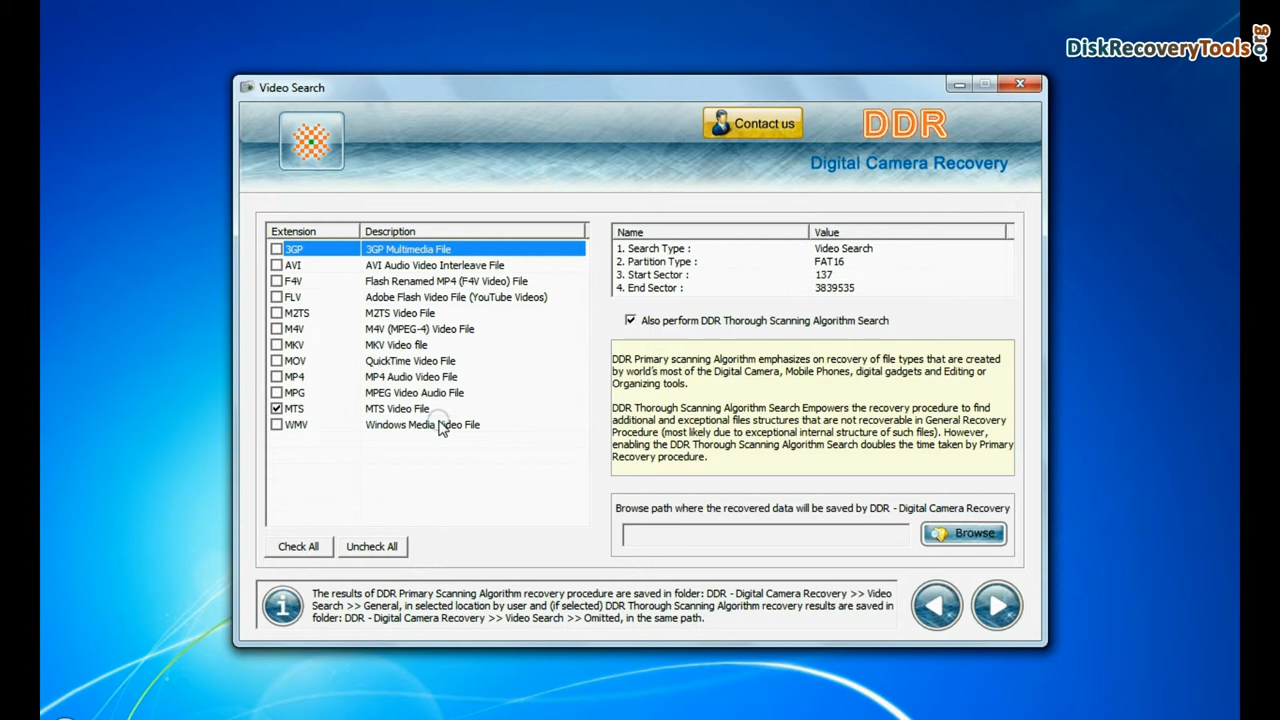 DiskRecoveryTools.org
Video Search
Contact us
DDR
Digital Camera Recovery
Extension Description
3GP 3GP Multimedia File
AVI AVI Audio Video Interleave File
F4V Flash Renamed MP4 (F4V Video) File
FLV Adobe Flash Video File (YouTube Videos)
M2TS M2TS Video File
M4V M4V (MPEG-4) Video File
MKV MKV Video file
MOV QuickTime Video File
MP4 MP4 Audio Video File
MPG MPEG Video Audio File
MTS MTS Video File
WMV Windows Media Video File
Check All Uncheck All
Name Value
1. Search Type : Video Search
2. Partition Type : FAT16
3. Start Sector : 137
4. End Sector : 3839535
Also perform DDR Thorough Scanning Algorithm Search
DDR Primary scanning Algorithm emphasizes on recovery of file types that are created
by world's most of the Digital Camera, Mobile Phones, digital gadgets and Editing or
Organizing tools.
DDR Thorough Scanning Algorithm Search Empowers the recovery procedure to find
additional and exceptional files structures that are not recoverable in General Recovery
Procedure (most likely due to exceptional internal structure of such files). However,
enabling the DDR Thorough Scanning Algorithm Search doubles the time taken by Primary
Recovery procedure.
Browse path where the recovered data will be saved by DDR - Digital Camera Recovery
Browse
The results of DDR Primary Scanning Algorithm recovery procedure are saved in folder: DDR - Digital Camera Recovery >> Video
Search >> General, in selected location by user and (if selected) DDR Thorough Scanning Algorithm recovery results are saved in
folder: DDR - Digital Camera Recovery >> Video Search >> Omitted, in the same path.